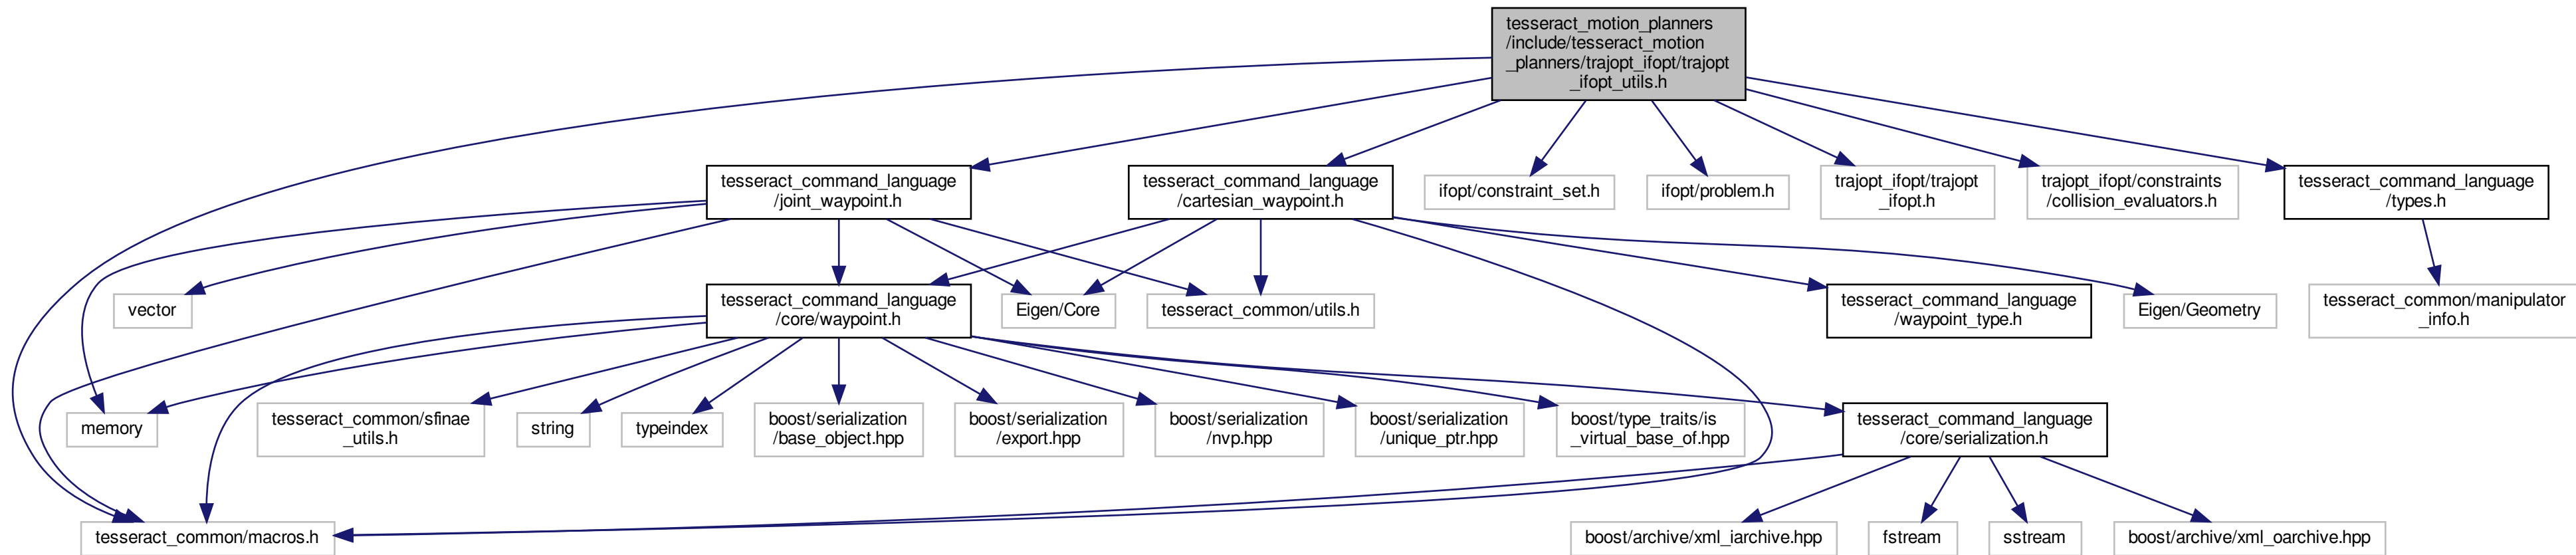 tesseract_motion_planners
/include/tesseract_motion
_planners/trajopt_ifopt/trajopt
_ifopt_utils.h
tesseract_command_language
/joint_waypoint.h
tesseract_command_language
/cartesian_waypoint.h
ifopt/constraint_set.h
ifopt/problem.h
trajopt_ifopt/trajopt
_ifopt.h
trajopt_ifopt/constraints
/collision_evaluators.h
tesseract_command_language
/types.h
vector
tesseract_command_language
/core/waypoint.h
Eigen/Core
tesseract_common/utils.h
tesseract_command_language
/waypoint_type.h
Eigen/Geometry
tesseract_common/manipulator
_info.h
memory
tesseract_common/sfinae
_utils.h
string
typeindex
boost/serialization
/base_object.hpp
boost/serialization
/export.hpp
boost/serialization
/nvp.hpp
boost/serialization
/unique_ptr.hpp
boost/type_traits/is
_virtual_base_of.hpp
tesseract_command_language
/core/serialization.h
tesseract_common/macros.h
boost/archive/xml_iarchive.hpp
fstream
sstream
boost/archive/xml_oarchive.hpp